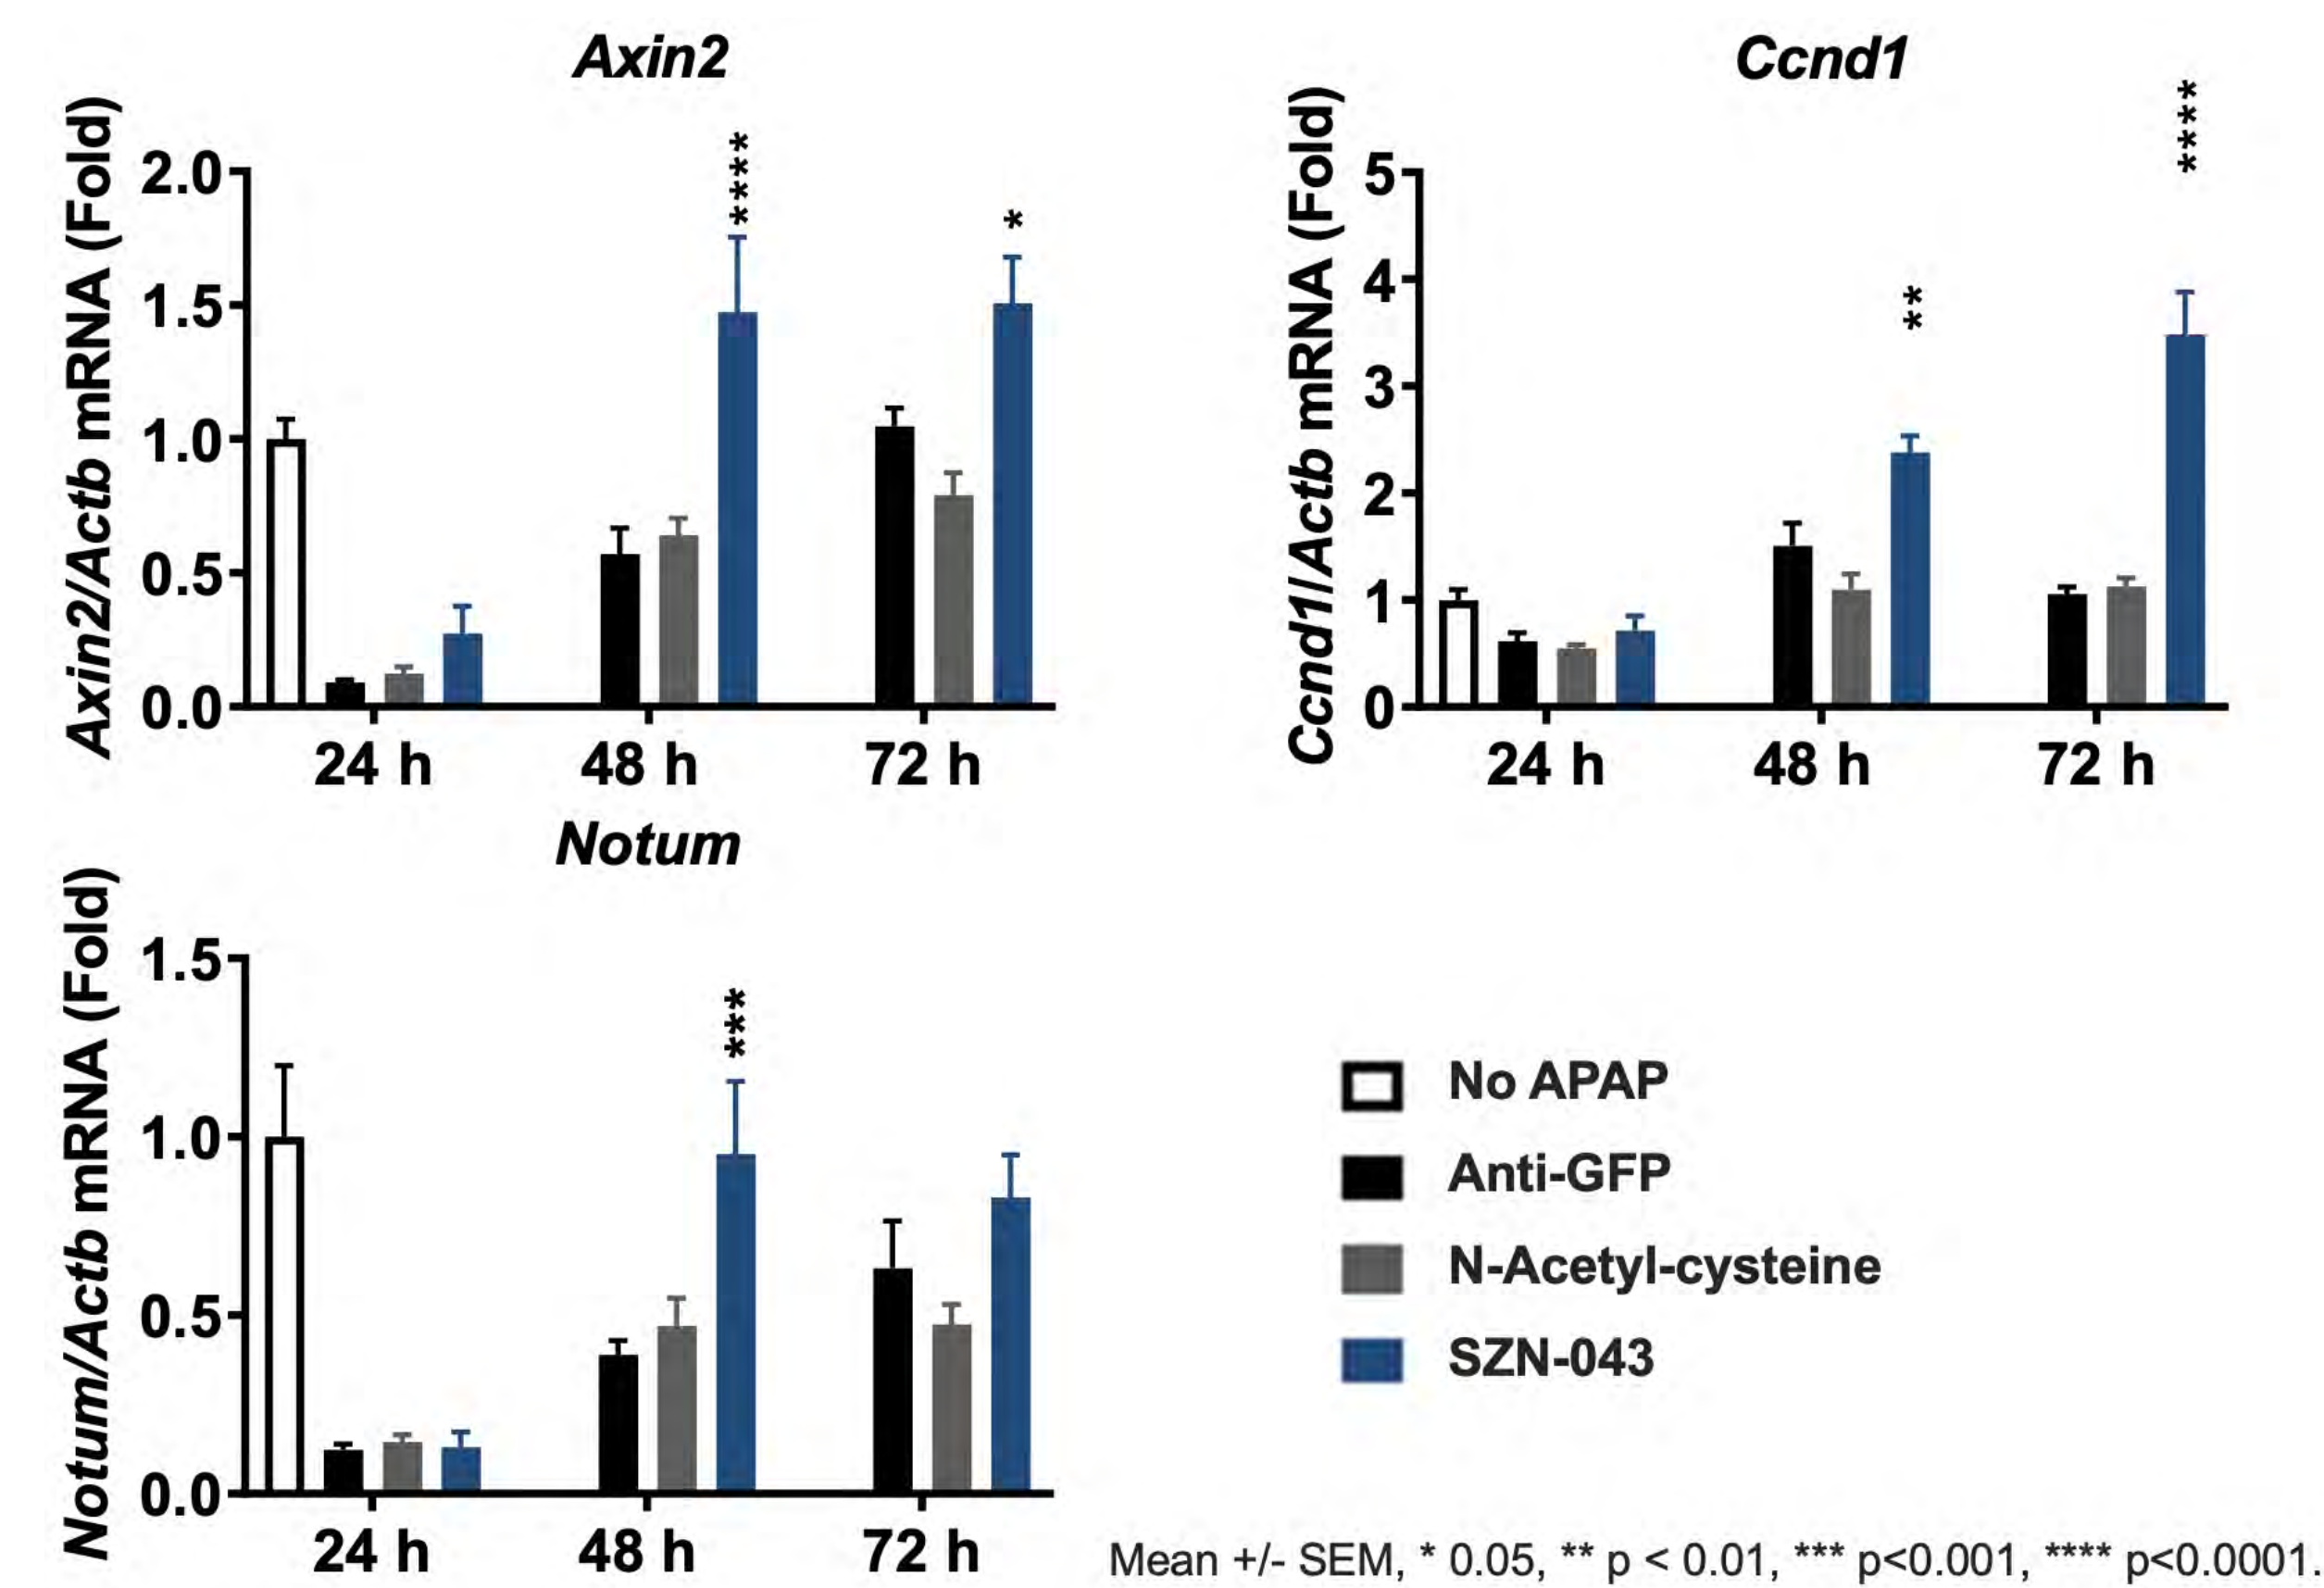 Axin2
Axin2/Actb mRNA (Fold)
2.0
1.5
1.0
0.5
0.0
****
*
24 h 48 h 72 h
Ccnd1
Ccnd1/Actb mRNA (Fold)
5
4
3
2
1
0
**
****
24 h 48 h 72 h
Notum
Notum/Actb mRNA (Fold)
1.5
1.0
0.5
0.0
***
24 h 48 h 72 h
No APAP
Anti-GFP
N-Acetyl-cysteine
SZN-043
Mean +/- SEM, * 0.05, ** p < 0.01, *** p<0.001, **** p<0.0001.